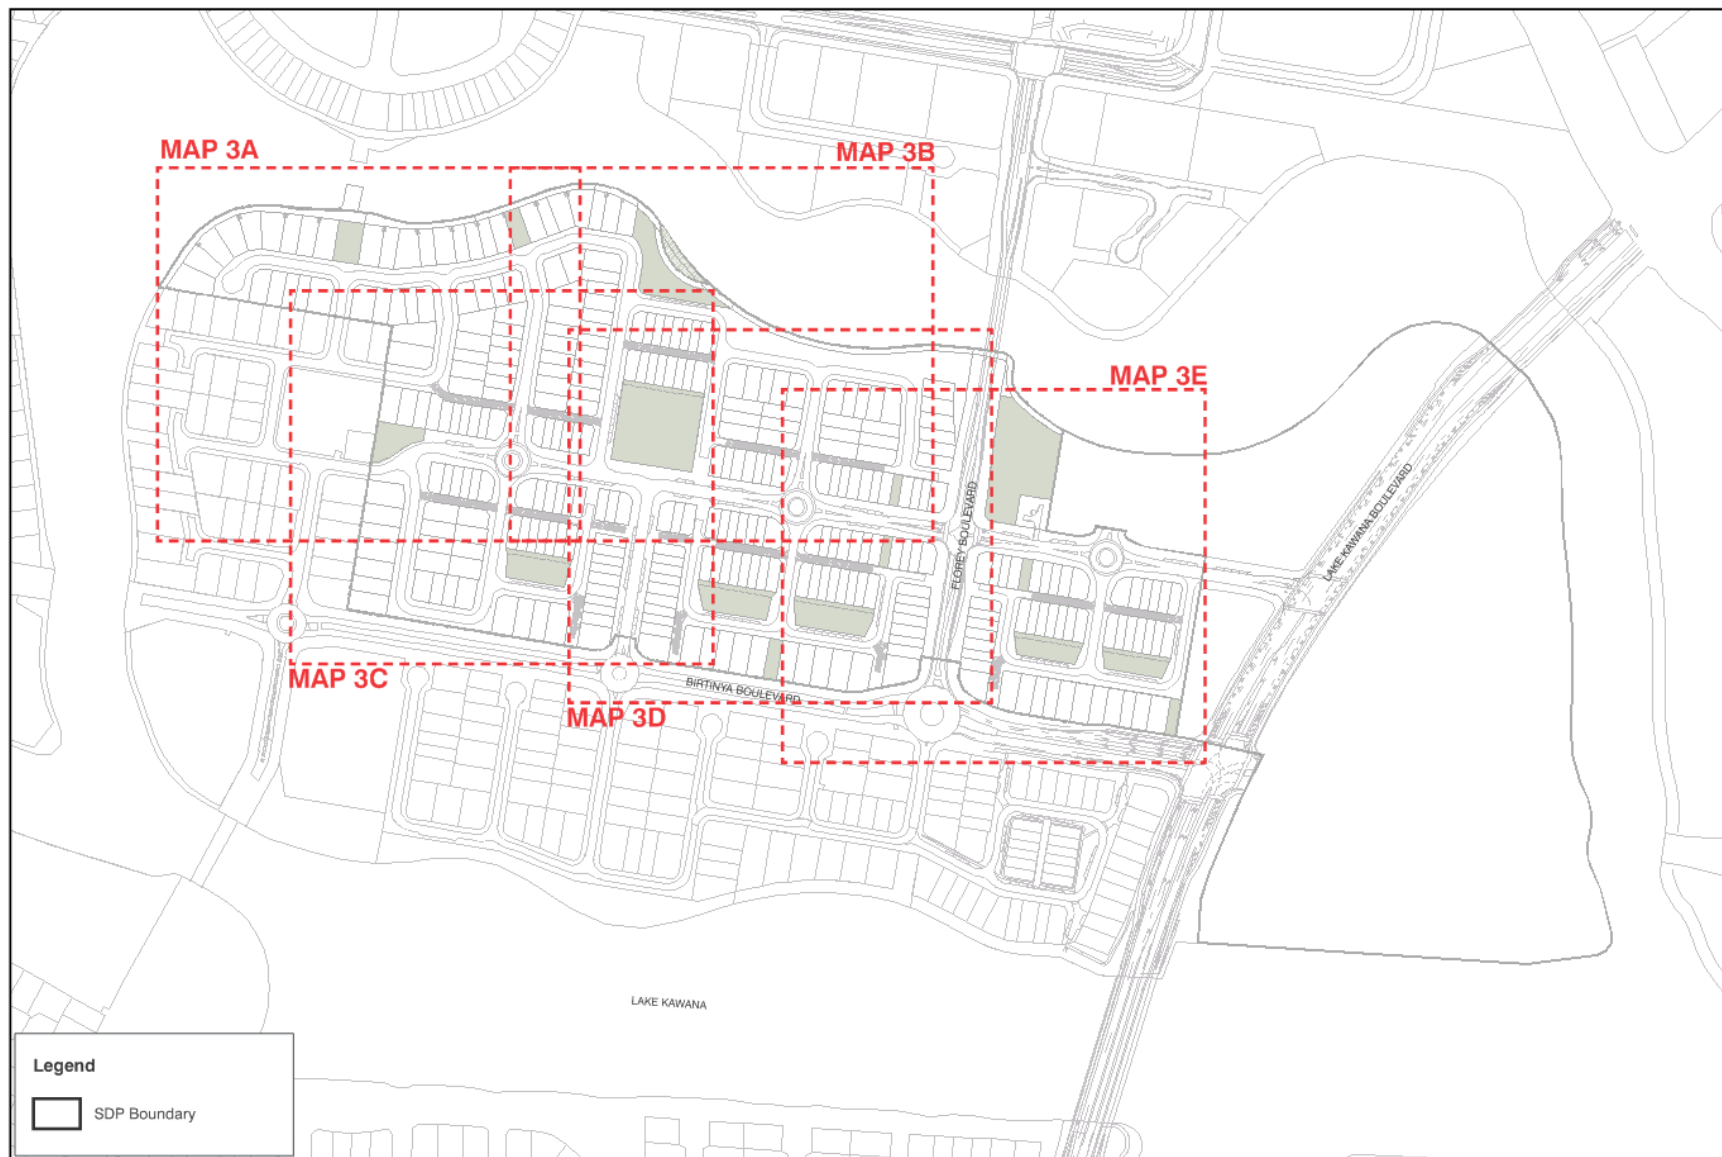 MAP 3A
MAP 3B
MAP 3E
LAKE KAWANA BOULEVARD
FLOREY BOULEVARD
MAP 3C
BIRTINYA BOULEVARD
MAP 3D
LAKE KAWANA
Legend
SDP Boundary